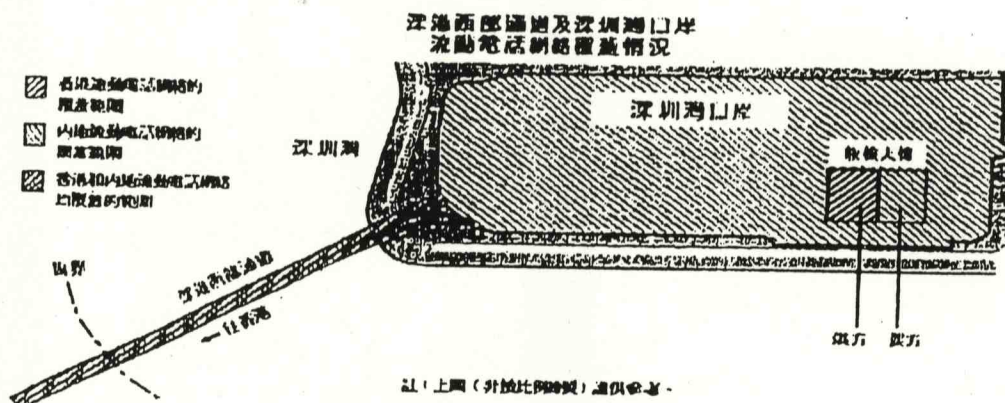 深港西部通道及深圳灣口岸
流動電話網絡覆蓋情況
香港流動電話網絡的
覆蓋範圍
內地流動電話網絡的
覆蓋範圍
香港和內地流動電話網絡
均覆蓋的範圍
深圳灣
深圳灣口岸
旅檢大樓
深港西部通道
往香港
港方
深方
註:上圖(非按比例繪製)謹供參考。